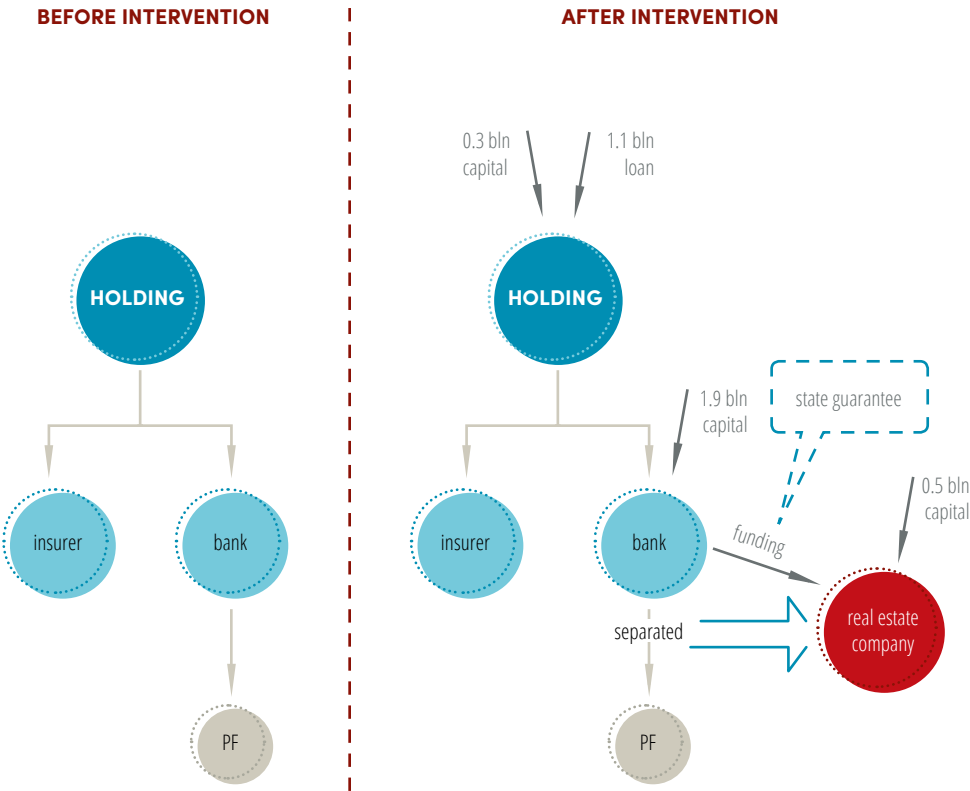 BEFORE INTERVENTION
HOLDING
insurer
bank
PF
AFTER INTERVENTION
0.3 bln
capital
1.1 bln
loan
HOLDING
1.9 bln
capital
state guarantee
0.5 bln
capital
insurer
bank
funding
separated
real estate
company
PF